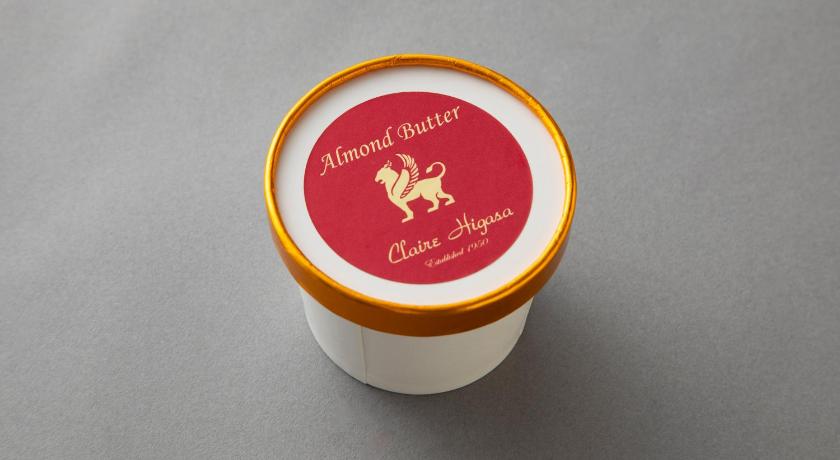 Almond Butter
Claire Higasa
Established 1950